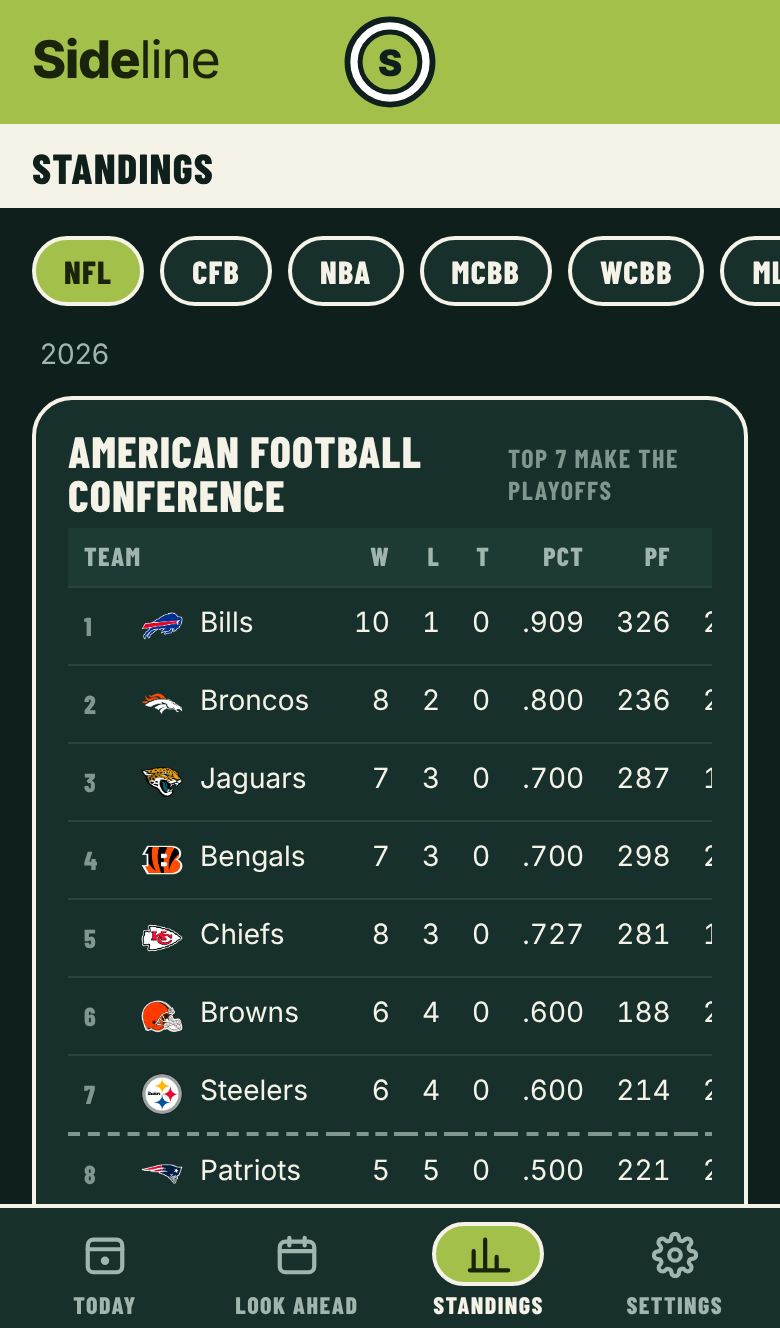 Sideline
S
STANDINGS
NFL CFB NBA MCBB WCBB
2026
AMERICAN FOOTBALL CONFERENCE
TOP 7 MAKE THE PLAYOFFS
TEAM W L T PCT PF
1 Bills 10 1 0 .909 326
2 Broncos 8 2 0 .800 236
3 Jaguars 7 3 0 .700 287
4 Bengals 7 3 0 .700 298
5 Chiefs 8 3 0 .727 281
6 Browns 6 4 0 .600 188
7 Steelers 6 4 0 .600 214
8 Patriots 5 5 0 .500 221
TODAY LOOK AHEAD STANDINGS SETTINGS